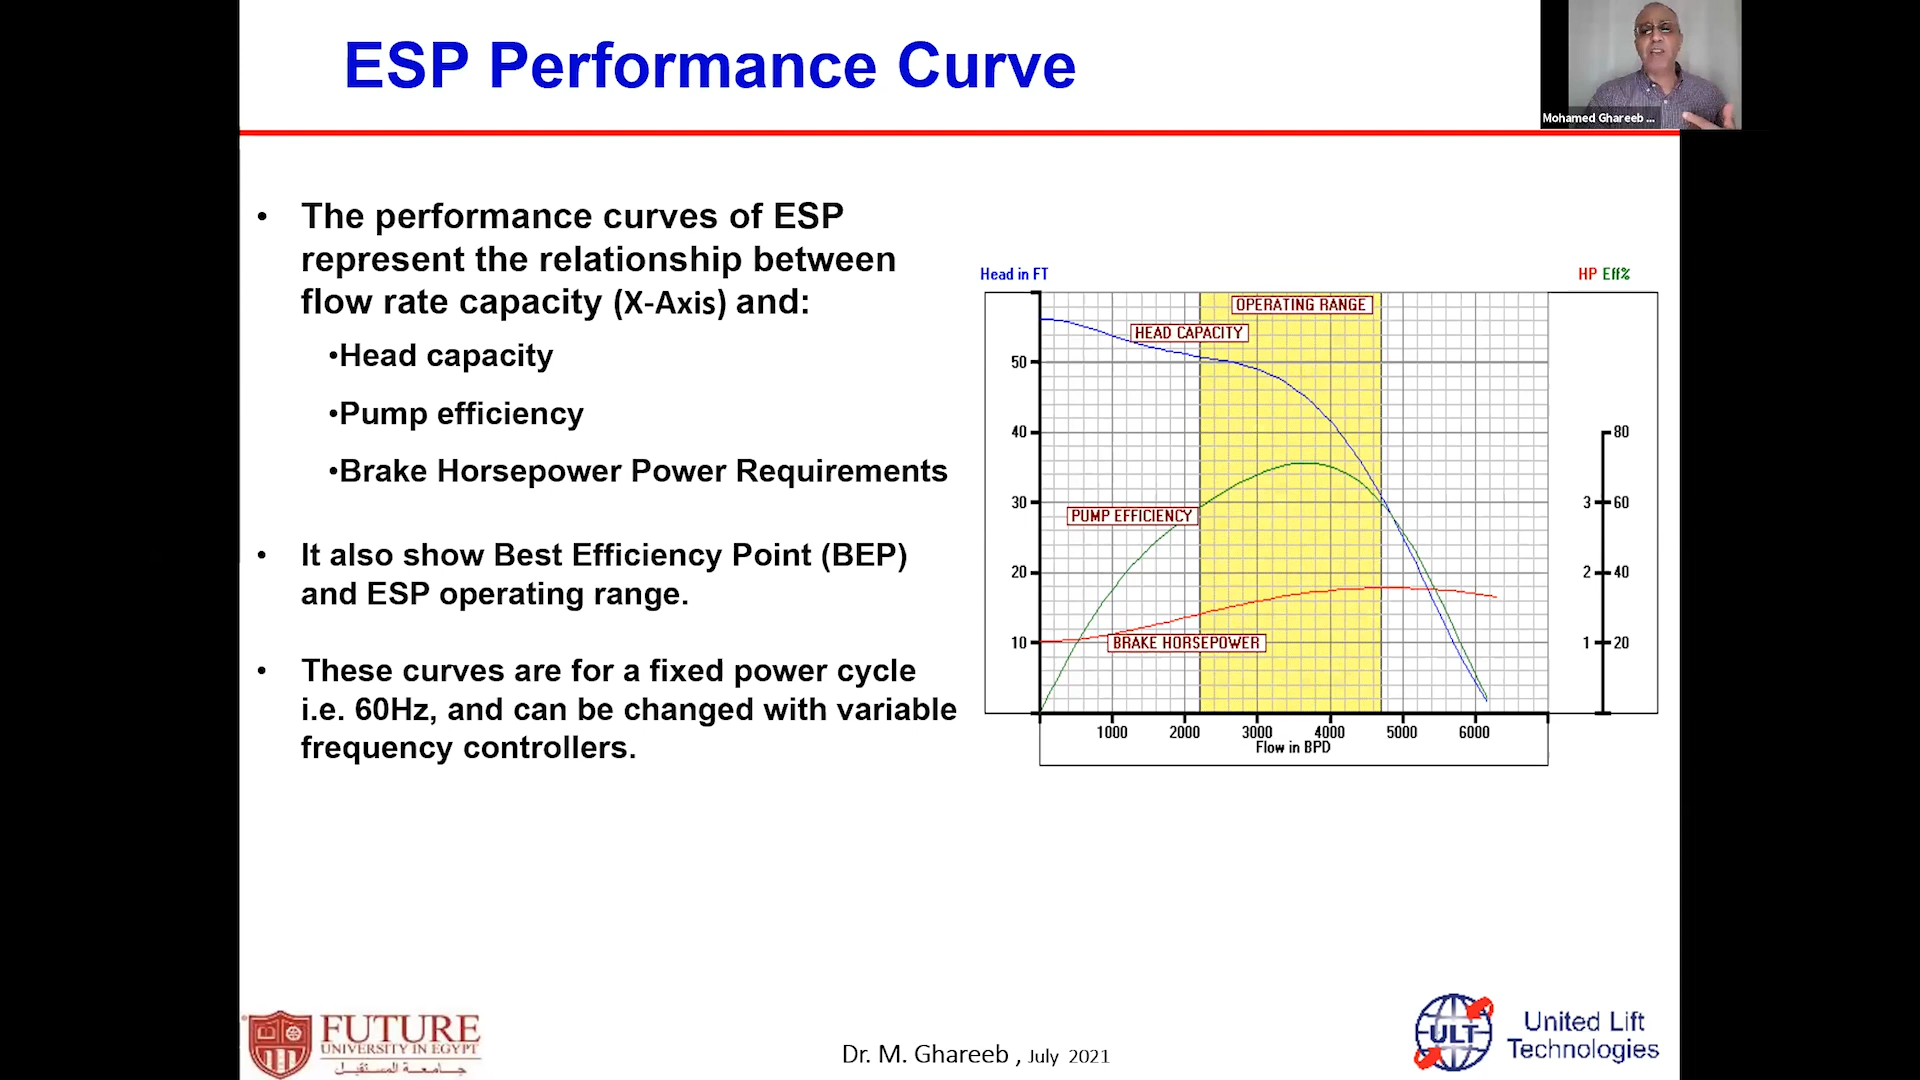 ESP Performance Curve
Mohamed Ghareeb ...
• The performance curves of ESP
represent the relationship between
flow rate capacity (X-Axis) and:
•Head capacity
•Pump efficiency
•Brake Horsepower Power Requirements
• It also show Best Efficiency Point (BEP)
and ESP operating range.
• These curves are for a fixed power cycle
i.e. 60Hz, and can be changed with variable
frequency controllers.
Head in FT
HP Eff%
OPERATING RANGE
HEAD CAPACITY
PUMP EFFICIENCY
BRAKE HORSEPOWER
50
40
30
20
10
80
3 60
2 40
1 20
1000 2000 3000 4000 5000 6000
Flow in BPD
FUTURE
UNIVERSITY IN EGYPT
جامعة المستقبل
Dr. M. Ghareeb , July 2021
ULT
United Lift
Technologies